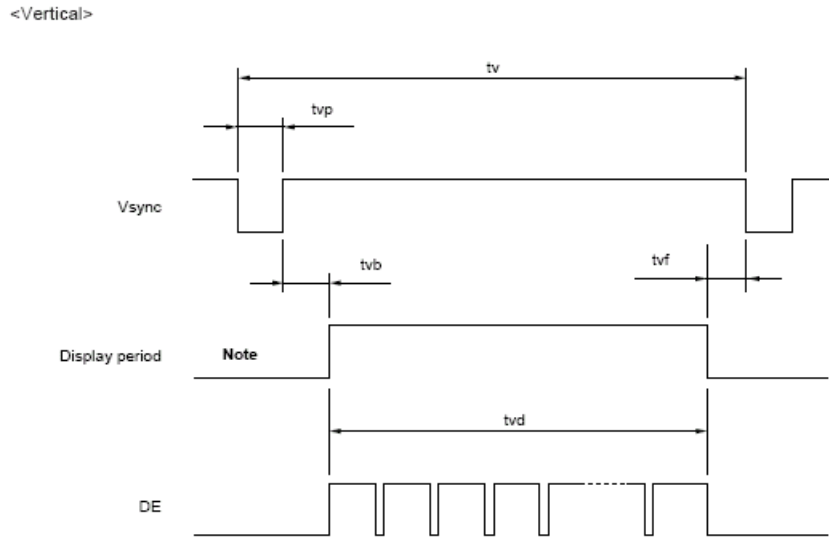 <Vertical>
tv
tvp
Vsync
tvb
tvf
Display period
Note
tvd
DE